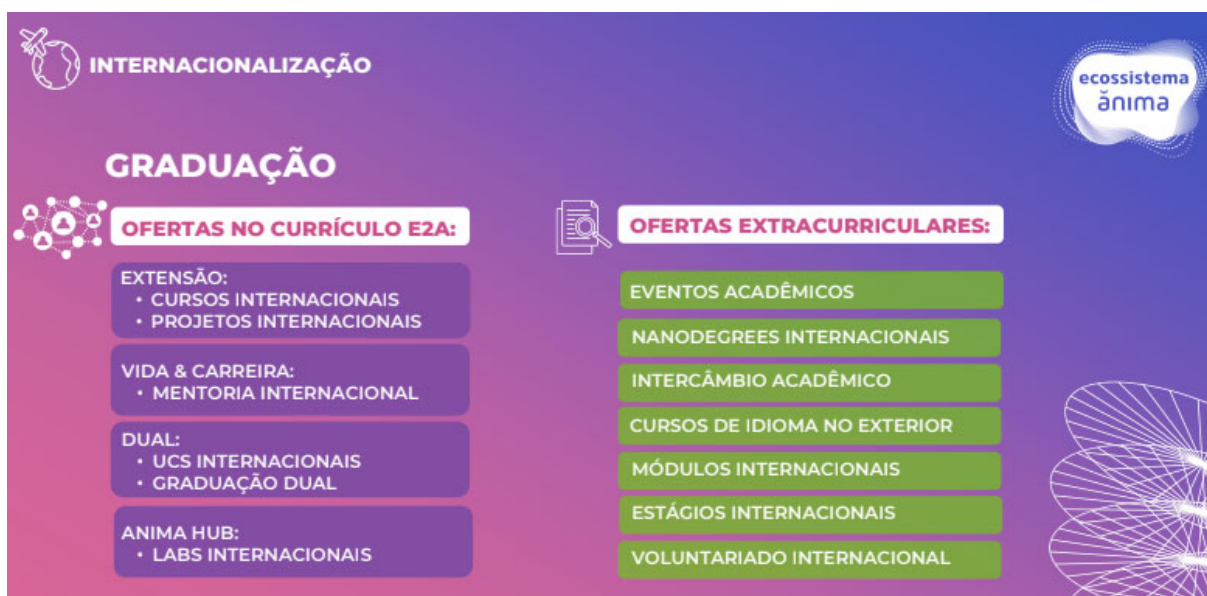 INTERNACIONALIZAÇÃO
ecossistema
ănıma
GRADUAÇÃO
OFERTAS NO CURRÍCULO E2A:
EXTENSÃO:
• CURSOS INTERNACIONAIS
• PROJETOS INTERNACIONAIS
VIDA & CARREIRA:
• MENTORIA INTERNACIONAL
DUAL:
• UCS INTERNACIONAIS
• GRADUAÇÃO DUAL
ANIMA HUB:
• LABS INTERNACIONAIS
OFERTAS EXTRACURRICULARES:
EVENTOS ACADÊMICOS
NANODEGREES INTERNACIONAIS
INTERCÂMBIO ACADÊMICO
CURSOS DE IDIOMA NO EXTERIOR
MÓDULOS INTERNACIONAIS
ESTÁGIOS INTERNACIONAIS
VOLUNTARIADO INTERNACIONAL